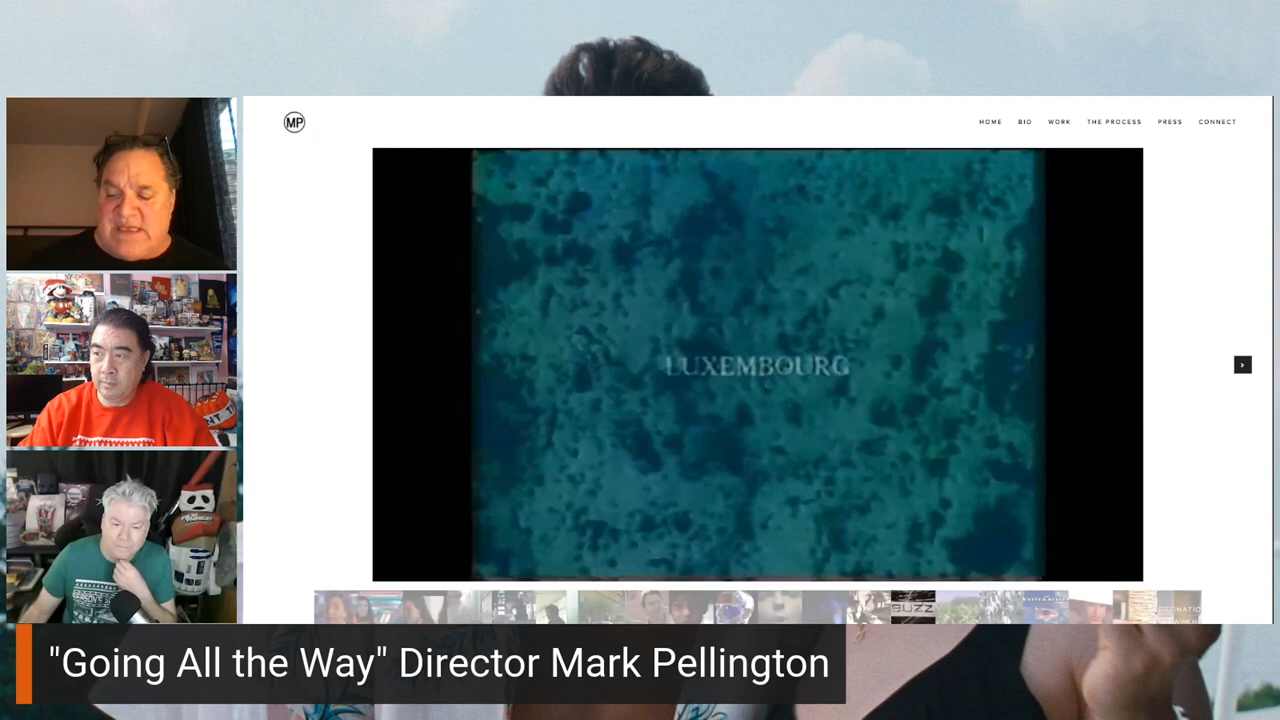 MP
HOME BIO WORK THE PROCESS PRESS CONNECT
LUXEMBOURG
BUZZ
"Going All the Way" Director Mark Pellington